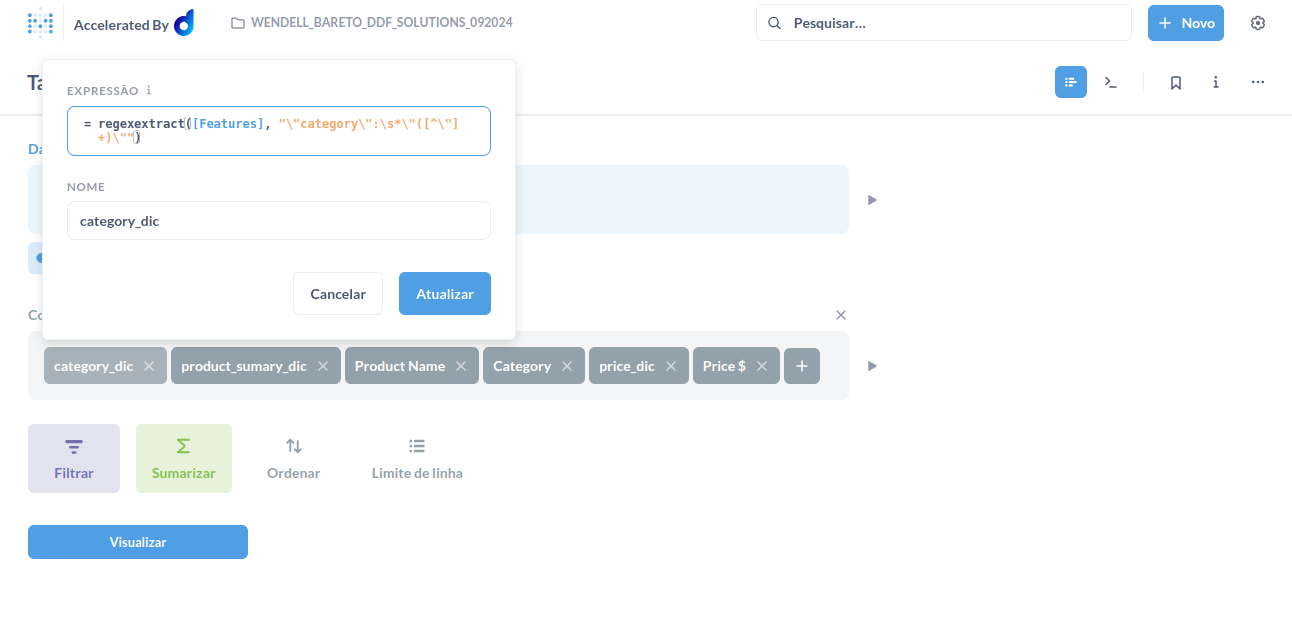 Accelerated By
WENDELL_BARETO_DDF_SOLUTIONS_092024
Pesquisar...
+ Novo
Ta
EXPRESSÃO
= regexextract([Features], "\"category\":\s*\"([^\"]
+)\"")
Da
NOME
category_dic
Cancelar
Atualizar
Co
category_dic
product_sumary_dic
Product Name
Category
price_dic
Price $
+
Filtrar
Sumarizar
Ordenar
Limite de linha
Visualizar